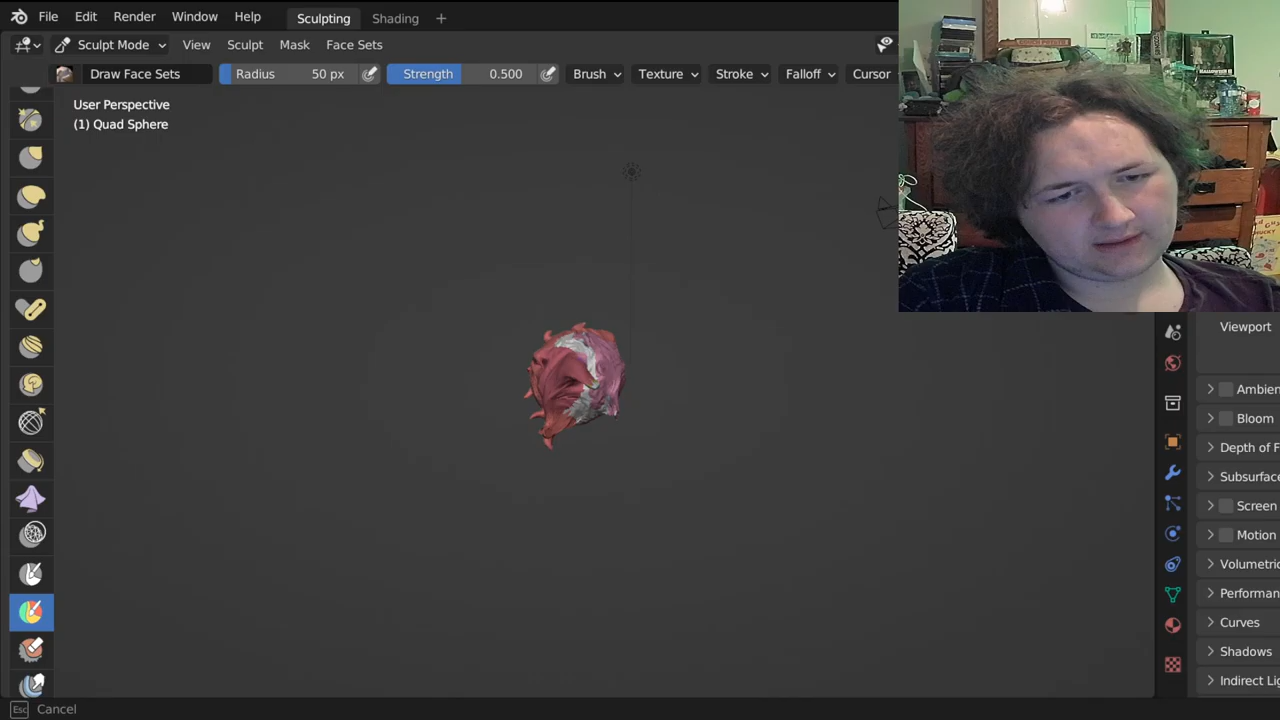 File Edit Render Window Help Sculpting Shading +
Sculpt Mode View Sculpt Mask Face Sets
Draw Face Sets Radius 50 px Strength 0.500 Brush Texture Stroke Falloff Cursor
User Perspective
(1) Quad Sphere
Viewport
Ambien
Bloom
Depth of F
Subsurface
Screen
Motion
Volumetri
Performan
Curves
Shadows
Indirect Lig
Esc Cancel